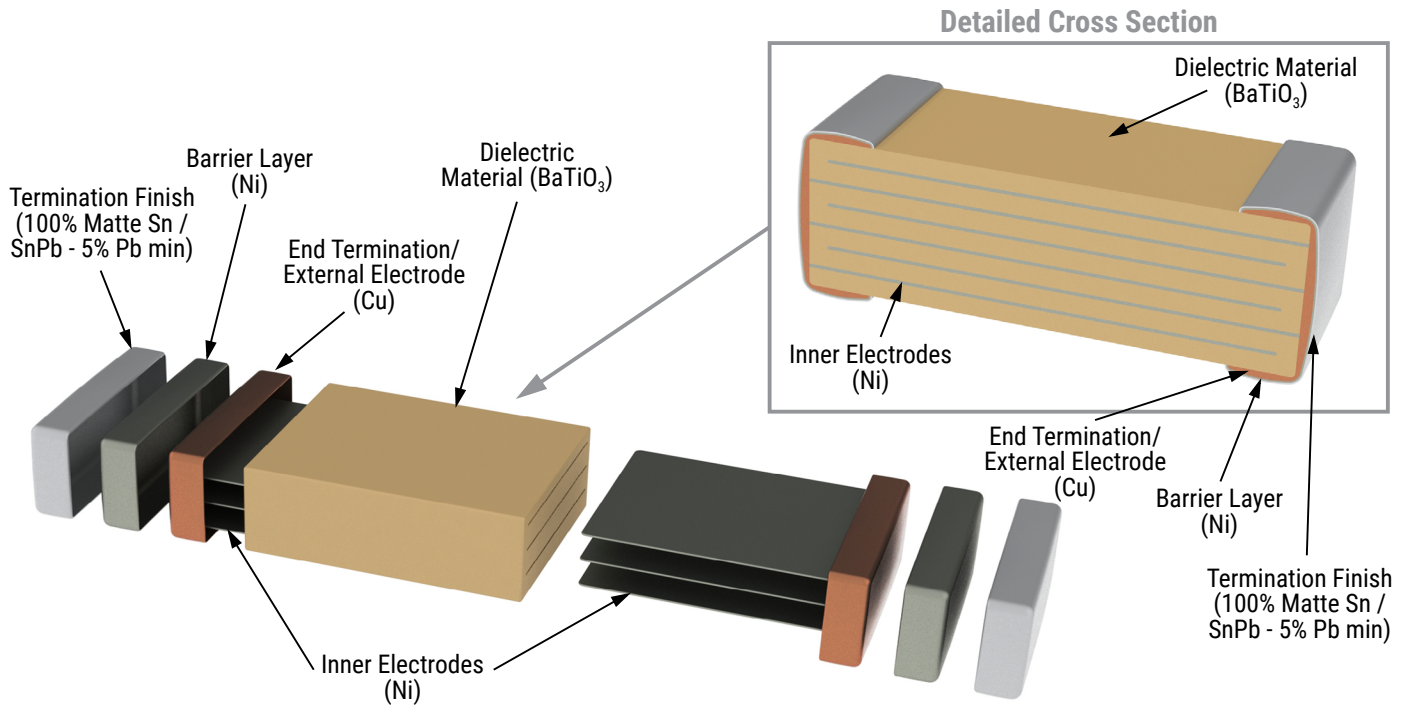 Detailed Cross Section
Dielectric Material
(BaTiO₃)
Inner Electrodes
(Ni)
End Termination/
External Electrode
(Cu)
Barrier Layer
(Ni)
Termination Finish
(100% Matte Sn /
SnPb - 5% Pb min)
Termination Finish
(100% Matte Sn /
SnPb - 5% Pb min)
Barrier Layer
(Ni)
End Termination/
External Electrode
(Cu)
Dielectric
Material (BaTiO₃)
Inner Electrodes
(Ni)